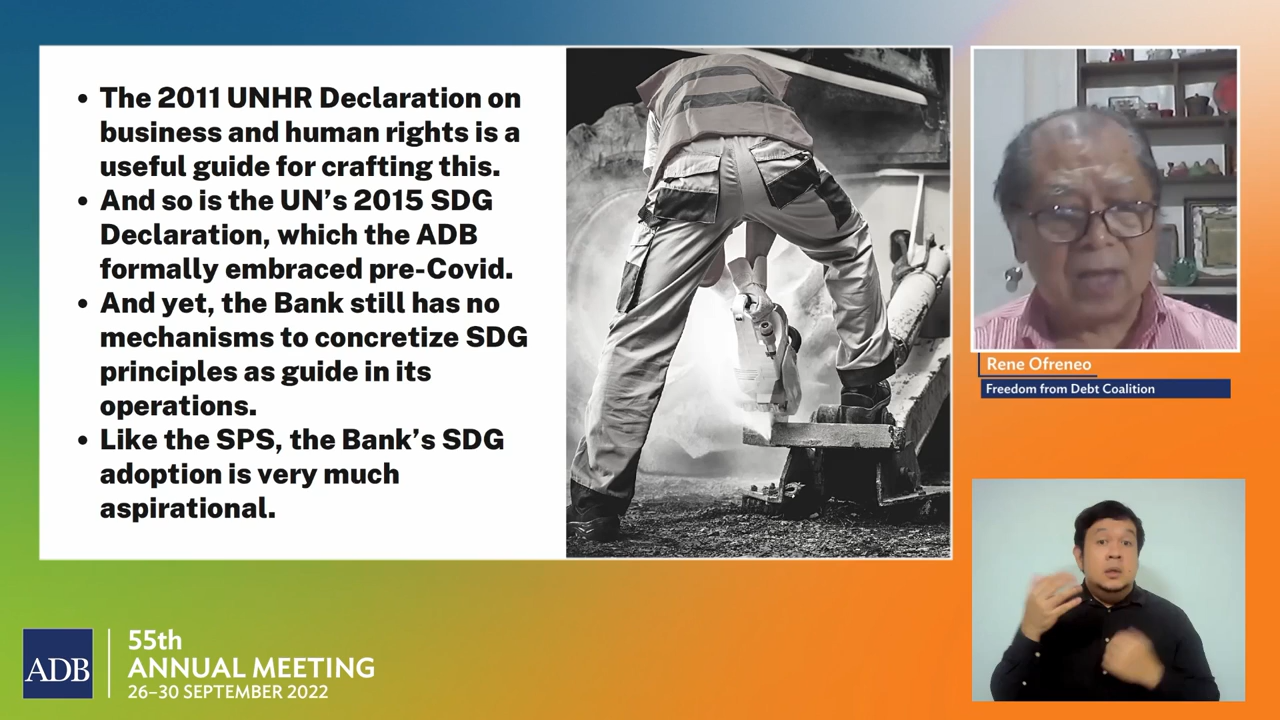 • The 2011 UNHR Declaration on
business and human rights is a
useful guide for crafting this.
• And so is the UN’s 2015 SDG
Declaration, which the ADB
formally embraced pre-Covid.
• And yet, the Bank still has no
mechanisms to concretize SDG
principles as guide in its
operations.
• Like the SPS, the Bank’s SDG
adoption is very much
aspirational.
Rene Ofreneo
Freedom from Debt Coalition
ADB
55th
ANNUAL MEETING
26–30 SEPTEMBER 2022